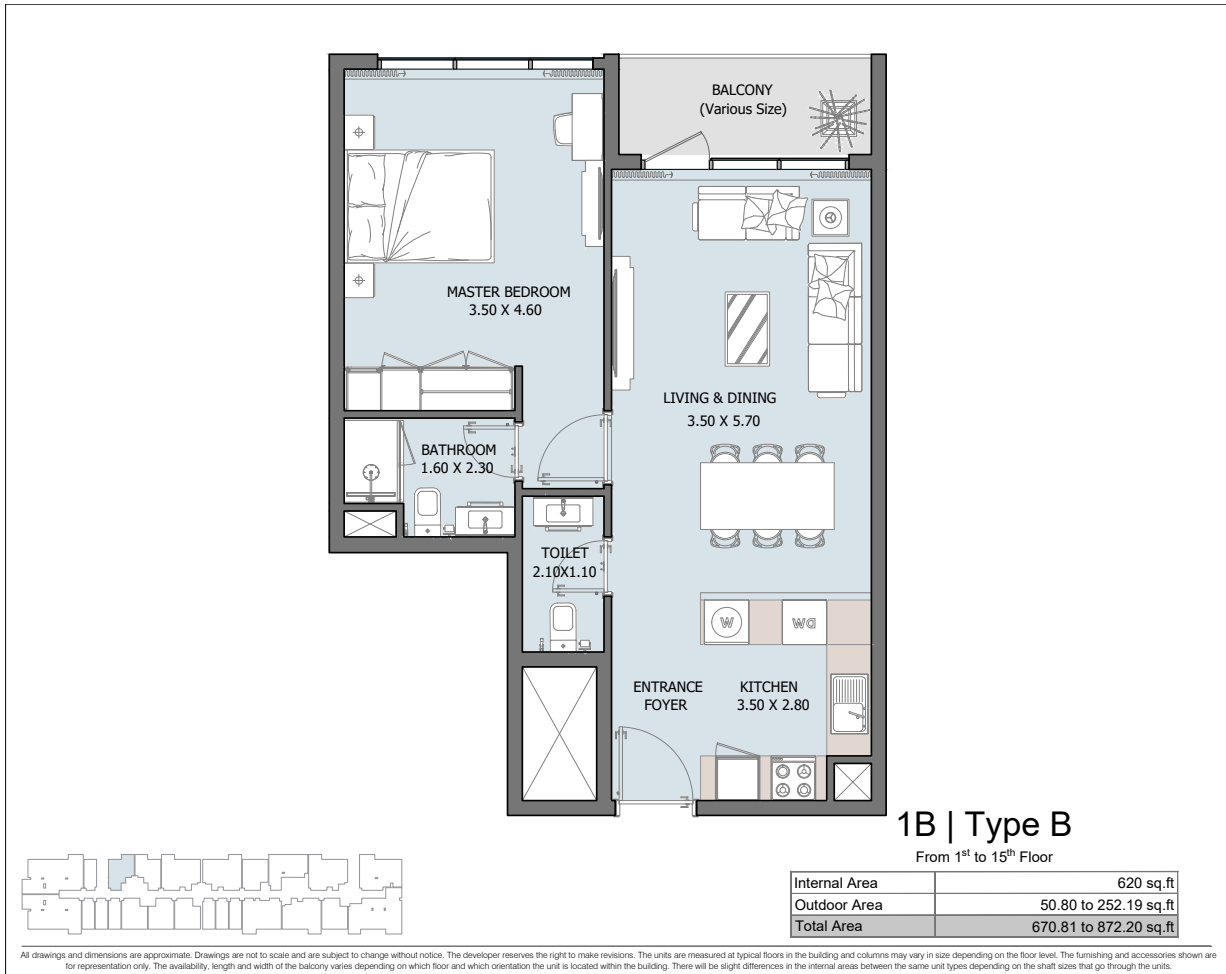 BALCONY
(Various Size)
MASTER BEDROOM
3.50 X 4.60
LIVING & DINING
3.50 X 5.70
BATHROOM
1.60 X 2.30
TOILET
2.10X1.10
W
DW
ENTRANCE
FOYER
KITCHEN
3.50 X 2.80
1B | Type B
From 1st to 15th Floor
Internal Area 620 sq.ft
Outdoor Area 50.80 to 252.19 sq.ft
Total Area 670.81 to 872.20 sq.ft
All drawings and dimensions are approximate. Drawings are not to scale and are subject to change without notice. The developer reserves the right to make revisions. The units are measured at typical floors in the building and columns may vary in size depending on the floor level. The furnishing and accessories shown are
for representation only. The availability, length and width of the balcony varies depending on which floor and which orientation the unit is located within the building. There will be slight differences in the internal areas between the same unit types depending on the shaft sizes that go through the units.